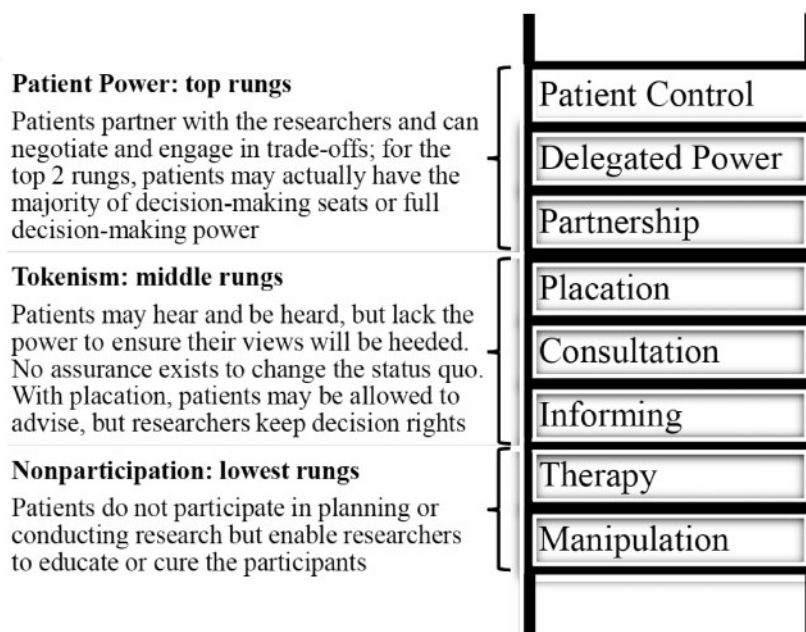 Patient Power: top rungs
Patients partner with the researchers and can
negotiate and engage in trade-offs; for the
top 2 rungs, patients may actually have the
majority of decision-making seats or full
decision-making power
Patient Control
Delegated Power
Partnership
Tokenism: middle rungs
Patients may hear and be heard, but lack the
power to ensure their views will be heeded.
No assurance exists to change the status quo.
With placation, patients may be allowed to
advise, but researchers keep decision rights
Placation
Consultation
Informing
Nonparticipation: lowest rungs
Patients do not participate in planning or
conducting research but enable researchers
to educate or cure the participants
Therapy
Manipulation